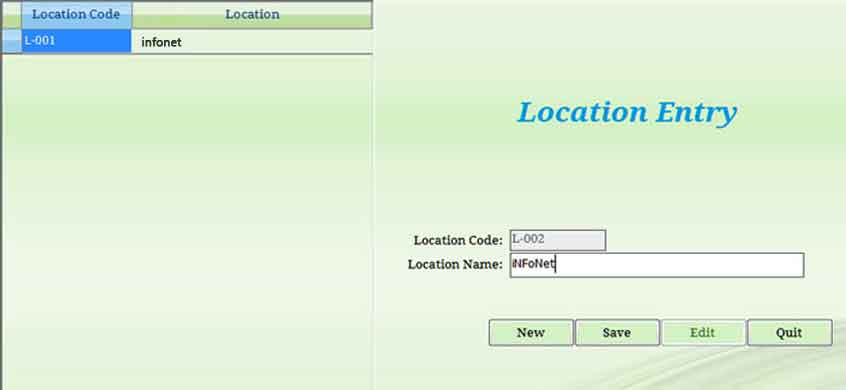 Location Code Location
L-001 infonet
Location Entry
Location Code: L-002
Location Name: iNFoNet
New Save Edit Quit